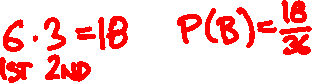 6 · 3 = 18 P(B) = 18/36
1ST 2ND